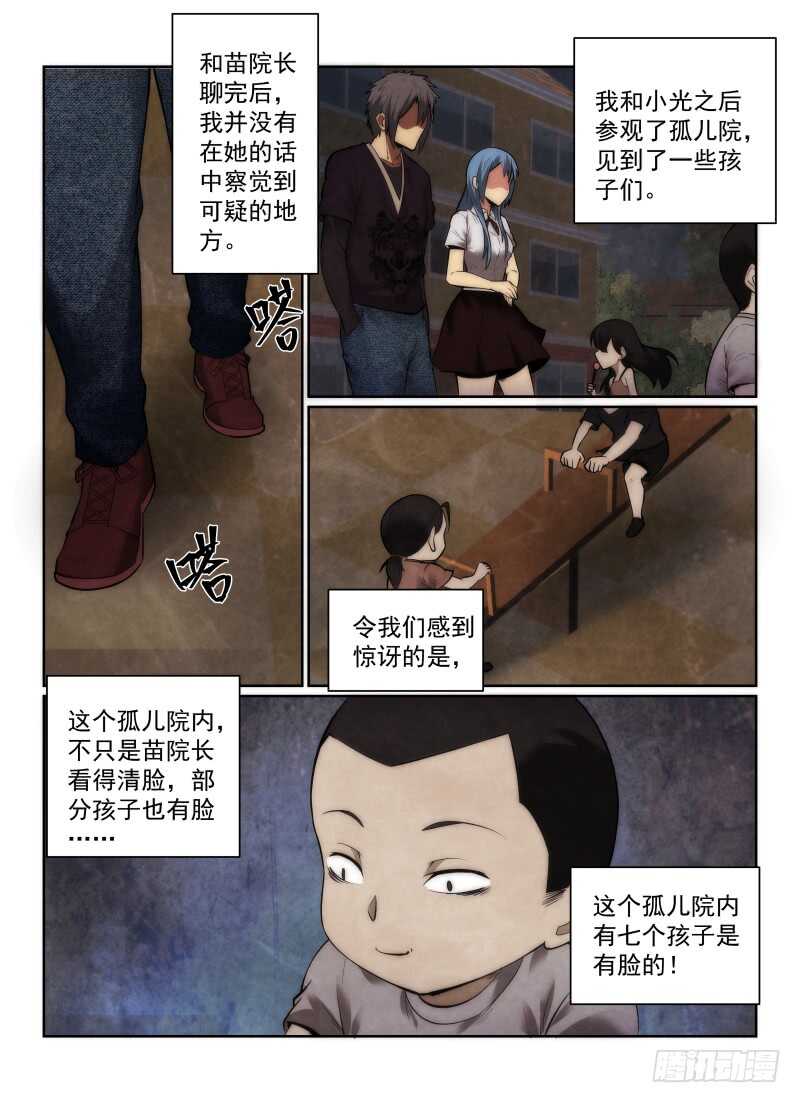 和苗院长
聊完后，
我并没有
在她的话
中察觉到
可疑的地
方。
我和小光之后
参观了孤儿院，
见到了一些孩
子们。
嗒
嗒
令我们感到
惊讶的是，
这个孤儿院内，
不只是苗院长
看得清脸，部
分孩子也有脸
……
这个孤儿院内
有七个孩子是
有脸的！
腾讯动漫